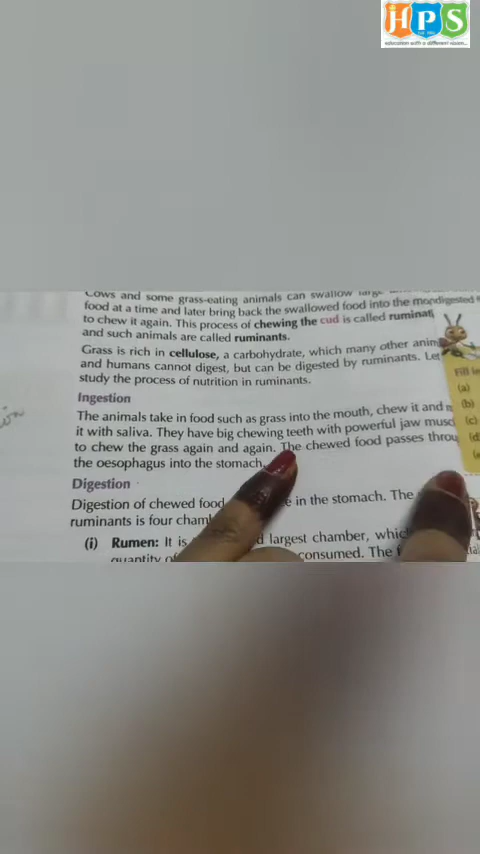 HPS
education with a different vision...
Cows and some grass-eating animals can swallow large
food at a time and later bring back the swallowed food into the mo
to chew it again. This process of chewing the cud is called ruminati
and such animals are called ruminants.
Grass is rich in cellulose, a carbohydrate, which many other anim
and humans cannot digest, but can be digested by ruminants. Let
study the process of nutrition in ruminants.
Ingestion
The animals take in food such as grass into the mouth, chew it and m
it with saliva. They have big chewing teeth with powerful jaw musc
to chew the grass again and again. The chewed food passes throu
the oesophagus into the stomach.
Digestion
Digestion of chewed food in the stomach. The
ruminants is four cham
(i) Rumen: It is largest chamber, whic
quantity of consumed. The
ndigested
Fill in
(a)
(b)
(c)
(d
(e